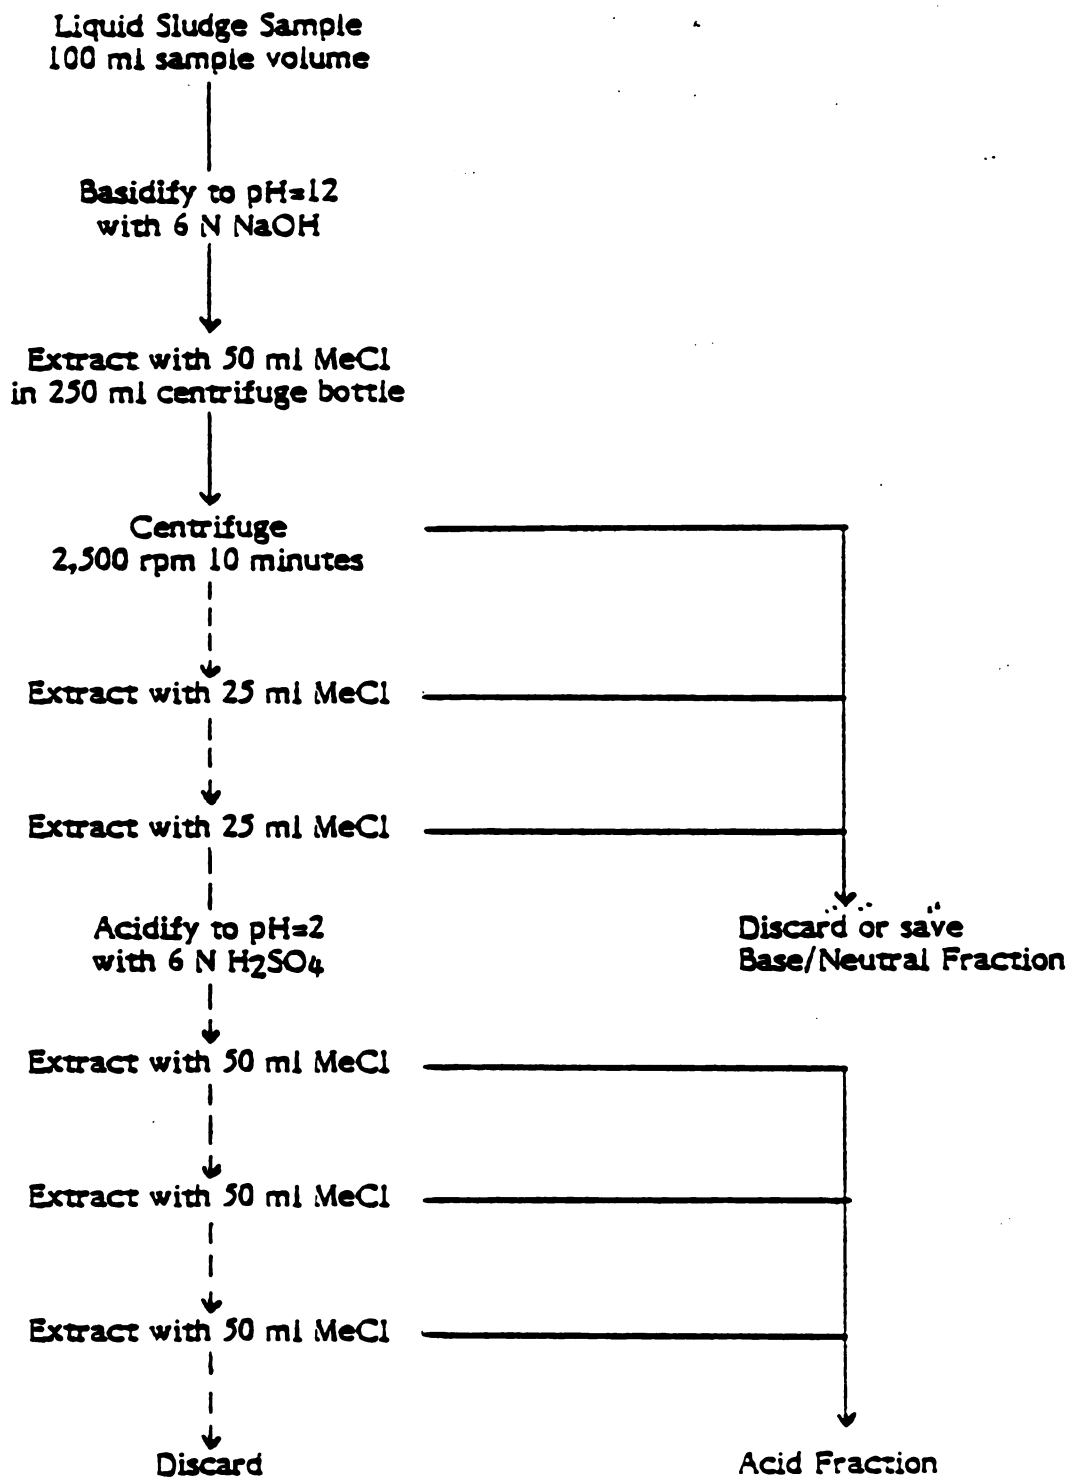 Liquid Sludge Sample
100 ml sample volume
Basidify to pH=12
with 6 N NaOH
Extract with 50 ml MeCl
in 250 ml centrifuge bottle
Centrifuge
2,500 rpm 10 minutes
Extract with 25 ml MeCl
Extract with 25 ml MeCl
Acidify to pH=2
with 6 N H₂SO₄
Discard or save
Base/Neutral Fraction
Extract with 50 ml MeCl
Extract with 50 ml MeCl
Extract with 50 ml MeCl
Discard
Acid Fraction